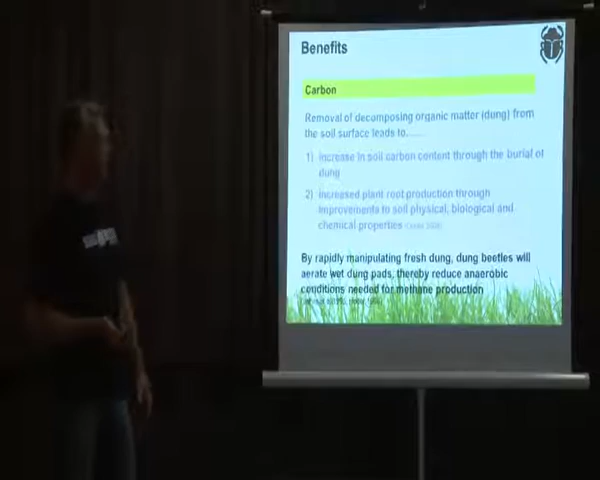 Benefits
Carbon
Removal of decomposing organic matter (dung) from
the soil surface leads to.....
1) Increase in soil carbon content through the burial of
dung
2) Increased plant root production through
improvements to soil physical, biological and
chemical properties
By rapidly manipulating fresh dung, dung beetles will
aerate wet dung pads, thereby reduce anaerobic
conditions needed for methane production